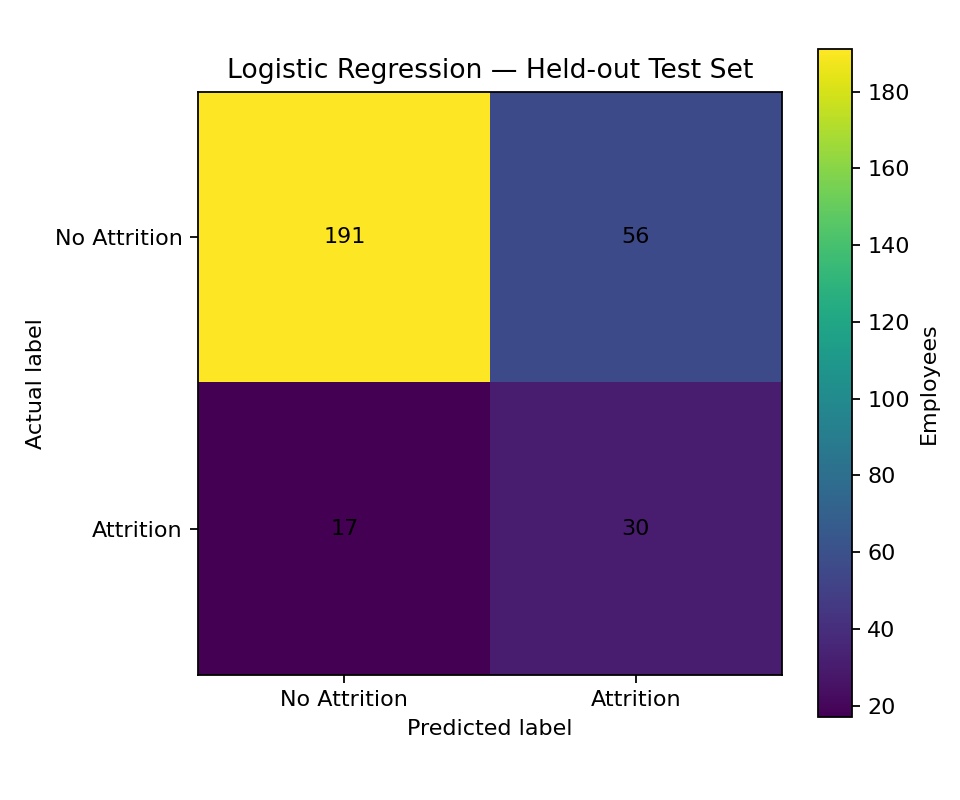 Logistic Regression — Held-out Test Set
180
160
140
120
100
80
60
40
20
Employees
No Attrition
191
56
Attrition
17
30
Actual label
No Attrition
Attrition
Predicted label